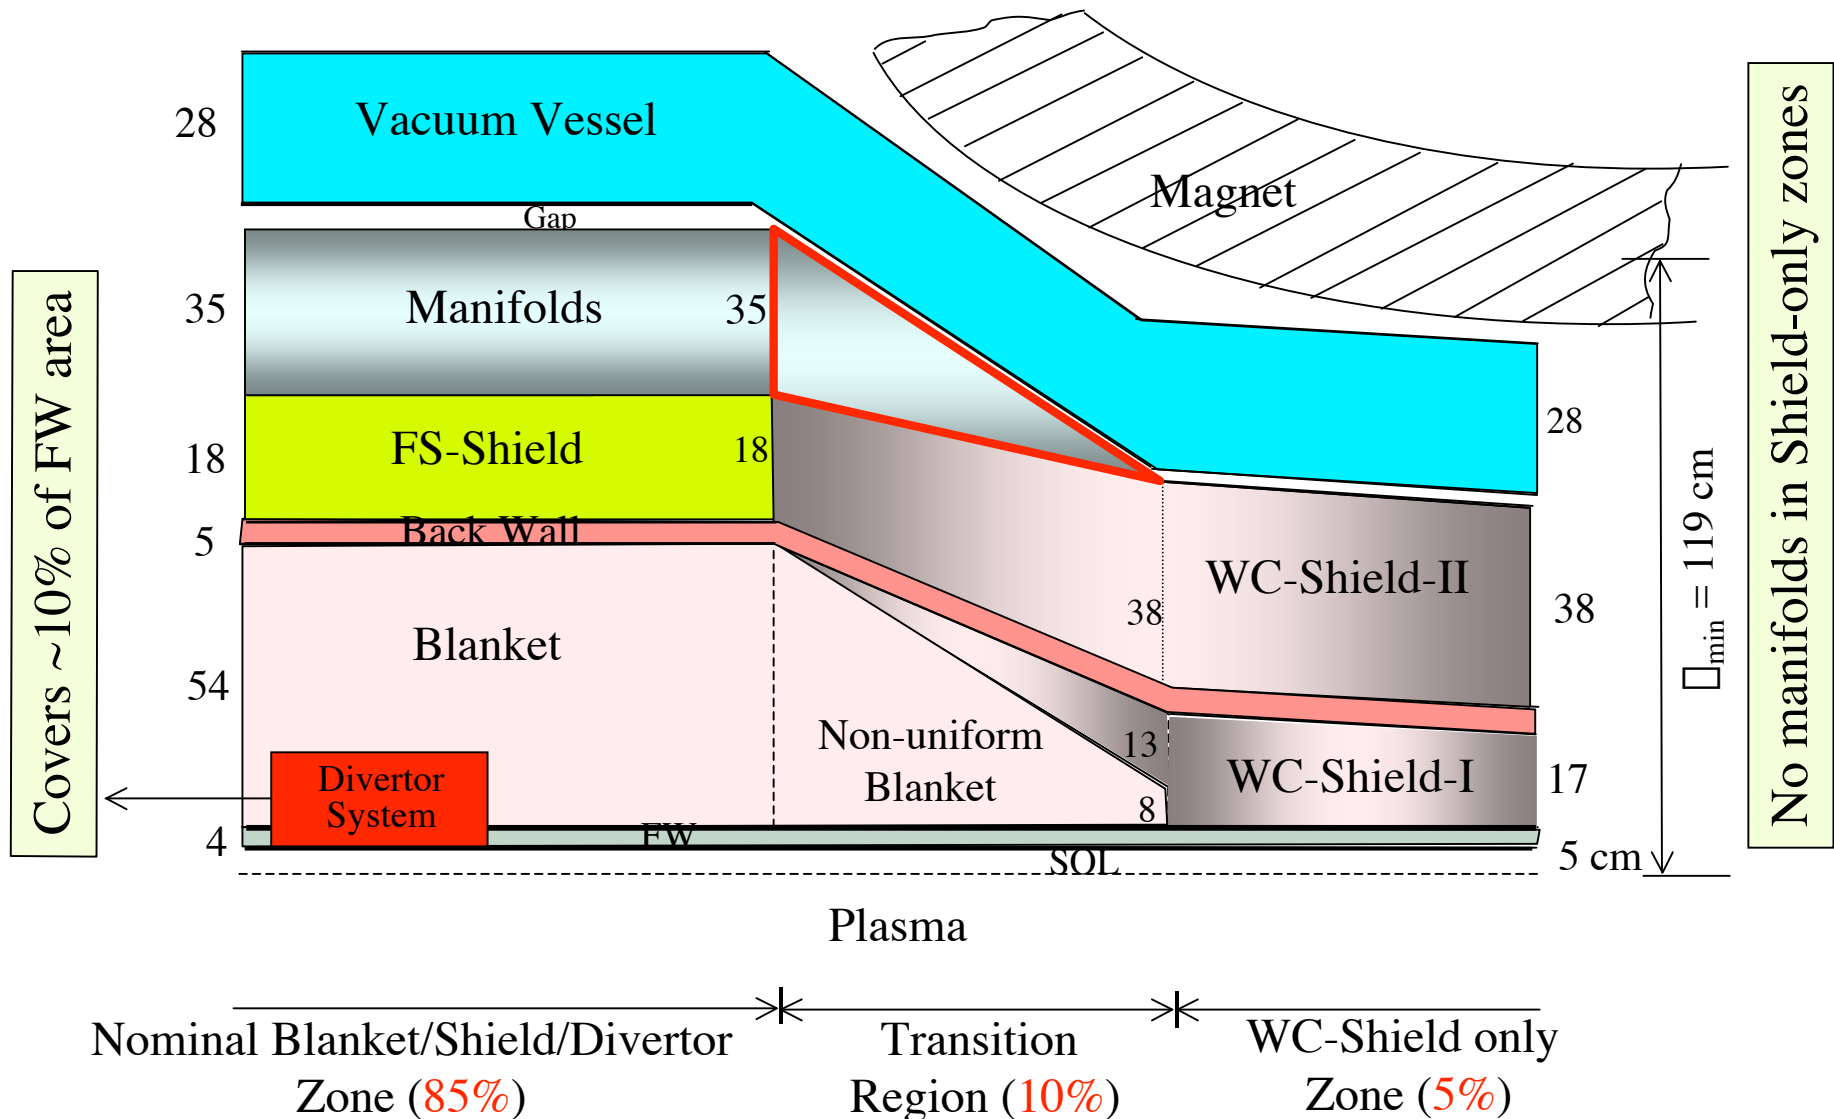 Vacuum Vessel
28
Gap
Magnet
Manifolds
35
35
FS-Shield
18
18
28
Back Wall
5
WC-Shield-II
38
38
Blanket
54
Non-uniform
Blanket
13
8
WC-Shield-I
17
Divertor
System
4
FW
SOL
5 cm
□min = 119 cm
Covers ~10% of FW area
No manifolds in Shield-only zones
Plasma
Nominal Blanket/Shield/Divertor
Zone (85%)
Transition
Region (10%)
WC-Shield only
Zone (5%)